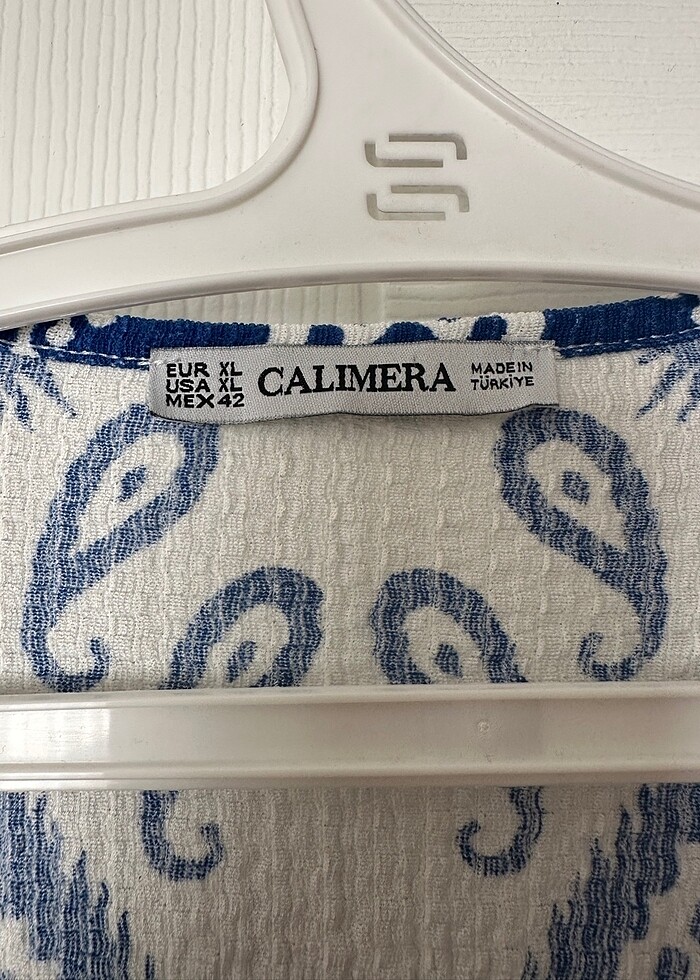 EUR XL
USA XL
MEX 42
CALIMERA
MADE IN
TÜRKİYE